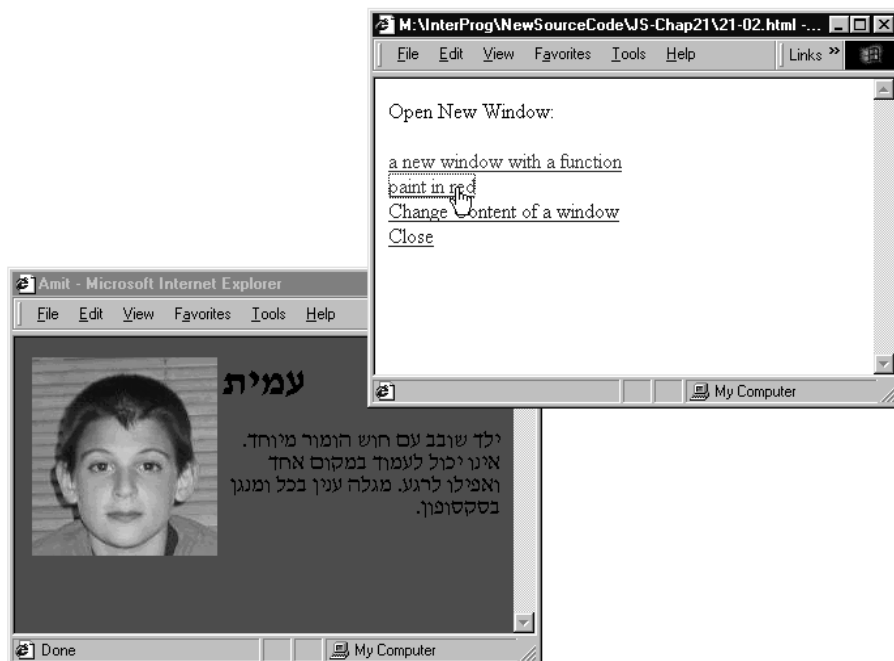 M:\InterProg\NewSourceCode\JS-Chap21\21-02.html -...
File Edit View Favorites Tools Help Links »
Open New Window:
a new window with a function
paint in red
Change Content of a window
Close
My Computer
Amit - Microsoft Internet Explorer
File Edit View Favorites Tools Help
עמית
ילד שובב עם חוש הומור מיוחד.
אינו יכול לעמוד במקום אחד
ואפילו לרגע. מגלה ענין בכל ומנגן
בסקסופון.
Done My Computer